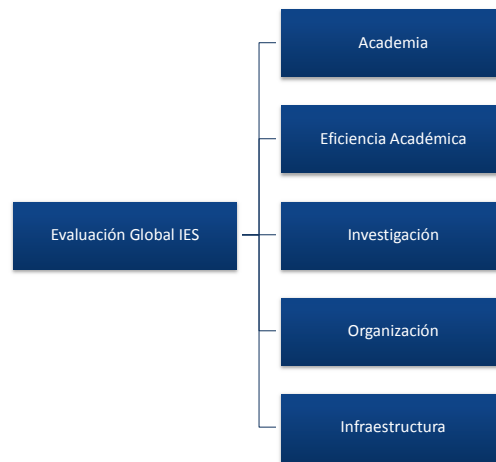 Academia
Eficiencia Académica
Evaluación Global IES
Investigación
Organización
Infraestructura